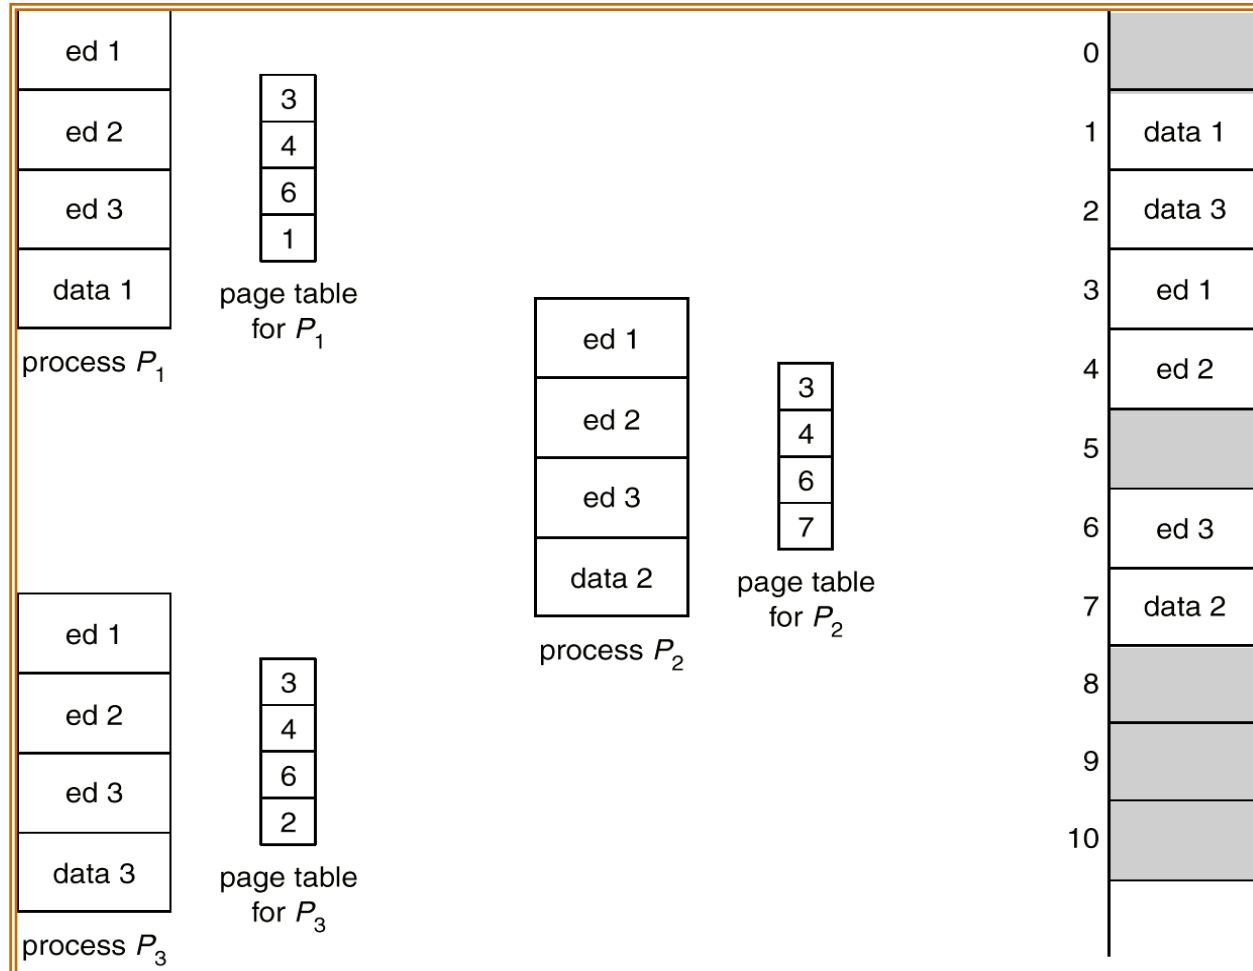 ed 1
ed 2
ed 3
data 1
process P1
3
4
6
1
page table
for P1
ed 1
ed 2
ed 3
data 2
process P2
3
4
6
7
page table
for P2
ed 1
ed 2
ed 3
data 3
process P3
3
4
6
2
page table
for P3
0
1 data 1
2 data 3
3 ed 1
4 ed 2
5
6 ed 3
7 data 2
8
9
10